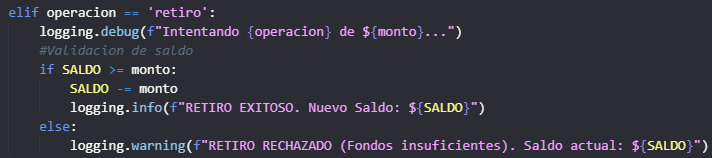 elif operacion == 'retiro':
    logging.debug(f"Intentando {operacion} de ${monto}...")
    #Validacion de saldo
    if SALDO >= monto:
        SALDO -= monto
        logging.info(f"RETIRO EXITOSO. Nuevo Saldo: ${SALDO}")
    else:
        logging.warning(f"RETIRO RECHAZADO (Fondos insuficientes). Saldo actual: ${SALDO}")